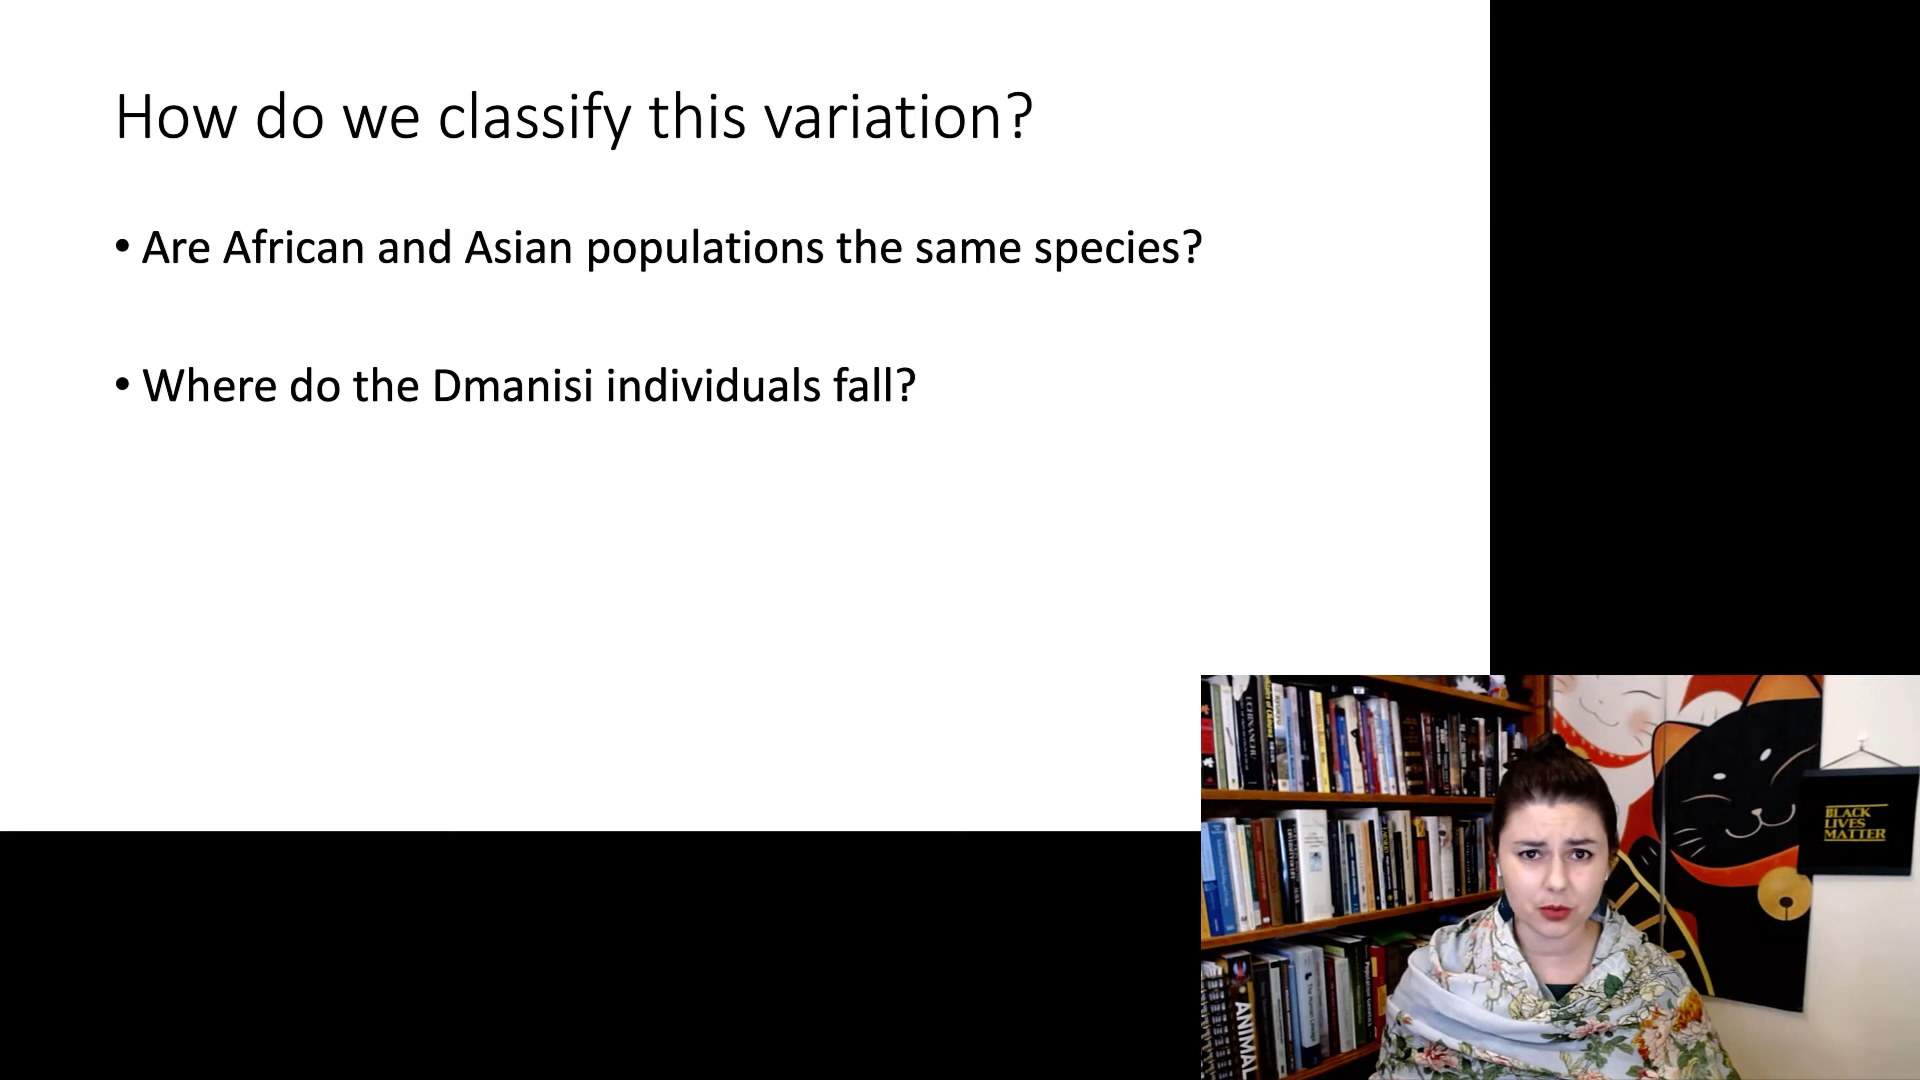 How do we classify this variation?
• Are African and Asian populations the same species?
• Where do the Dmanisi individuals fall?
BLACK
LIVES
MATTER
ANIMAL